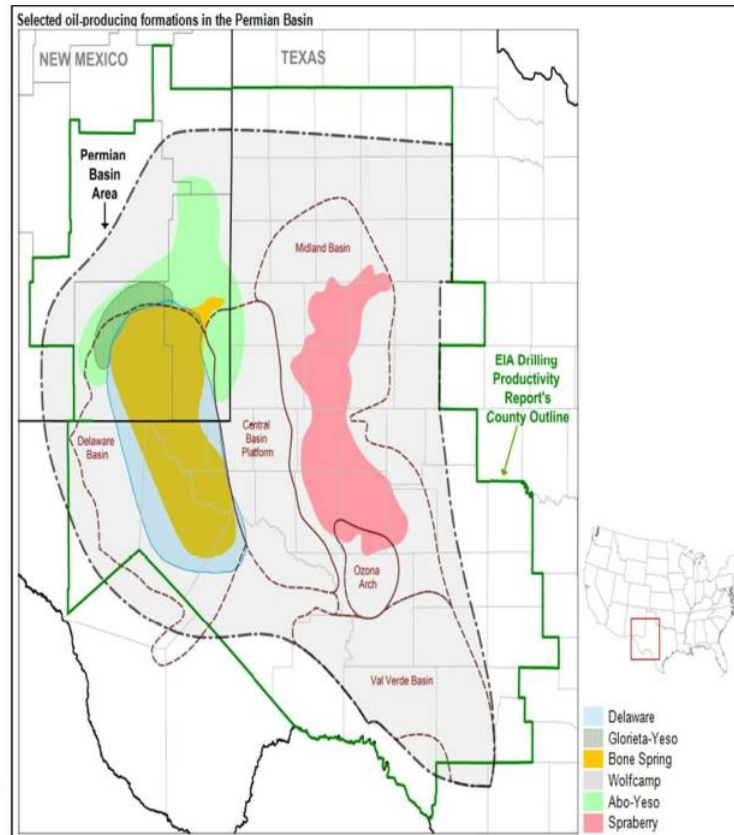 Selected oil-producing formations in the Permian Basin
NEW MEXICO
TEXAS
Permian
Basin
Area
Midland Basin
EIA Drilling
Productivity
Report's
County Outline
Delaware
Basin
Central
Basin
Platform
Ozona
Arch
Val Verde Basin
Delaware
Glorieta-Yeso
Bone Spring
Wolfcamp
Abo-Yeso
Spraberry